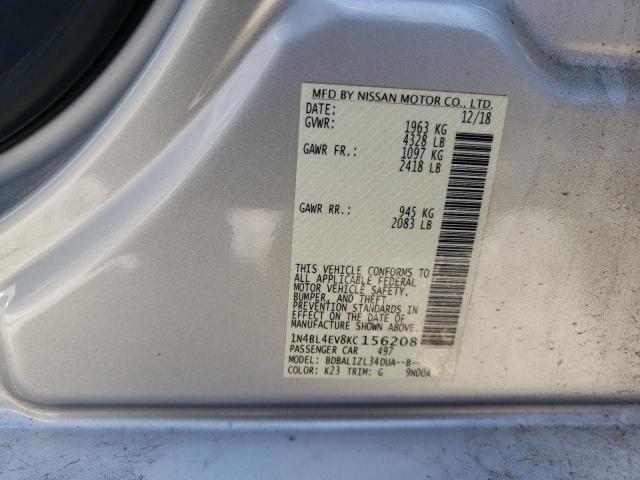 MFD BY NISSAN MOTOR CO., LTD.
DATE: 12/18
GVWR: 1963 KG
4328 LB
GAWR FR.: 1097 KG
2418 LB
GAWR RR.: 945 KG
2083 LB
THIS VEHICLE CONFORMS TO
ALL APPLICABLE FEDERAL
MOTOR VEHICLE SAFETY,
BUMPER, AND THEFT
PREVENTION STANDARDS IN
EFFECT ON THE DATE OF
MANUFACTURE SHOWN ABOVE.
1N4BL4EV8KC156208
PASSENGER CAR 497
MODEL: BDBALIZL34DUA--B--
COLOR: K23 TRIM: G 9N00A